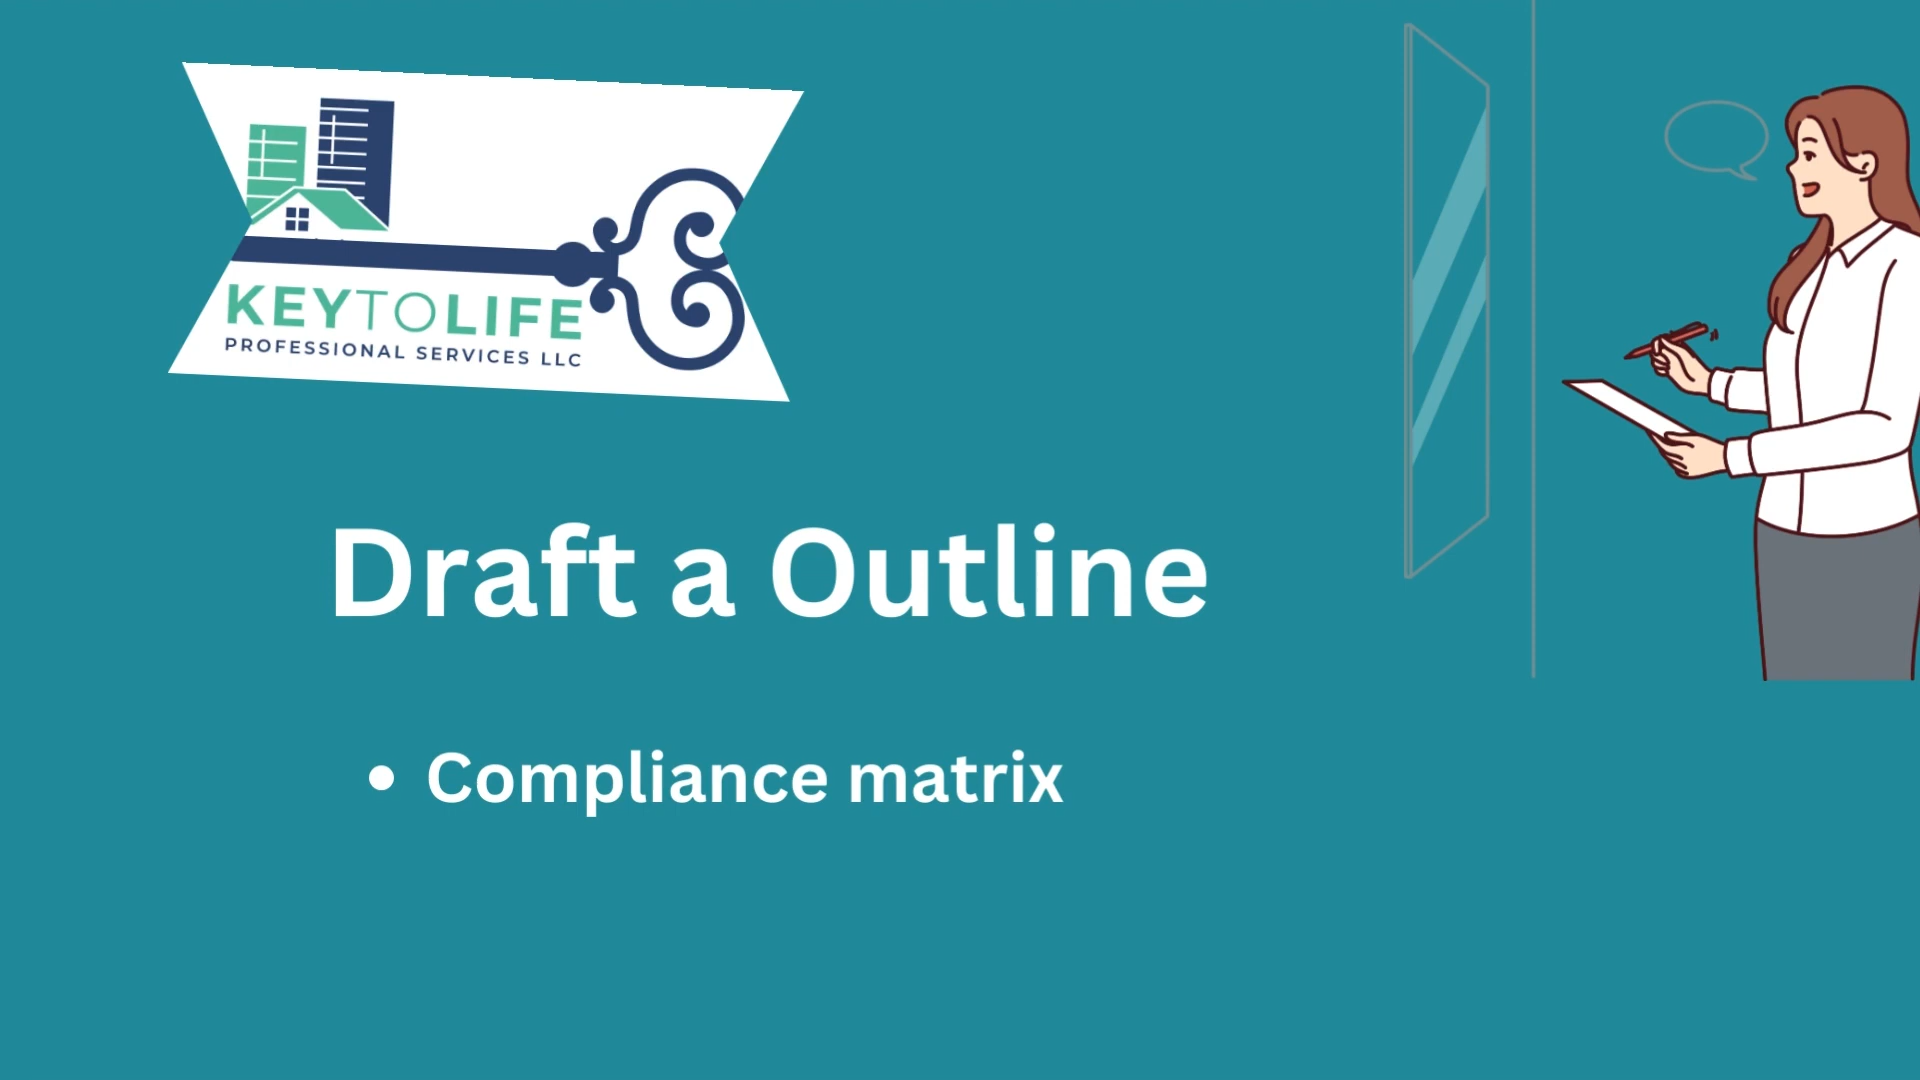 KEYTOLIFE
PROFESSIONAL SERVICES LLC
Draft a Outline
• Compliance matrix